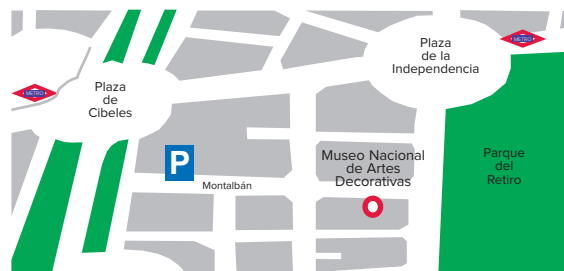 Plaza
de la
Independencia
METRO
METRO
Plaza
de
Cibeles
P
Montalbán
Museo Nacional
de Artes
Decorativas
Parque
del
Retiro